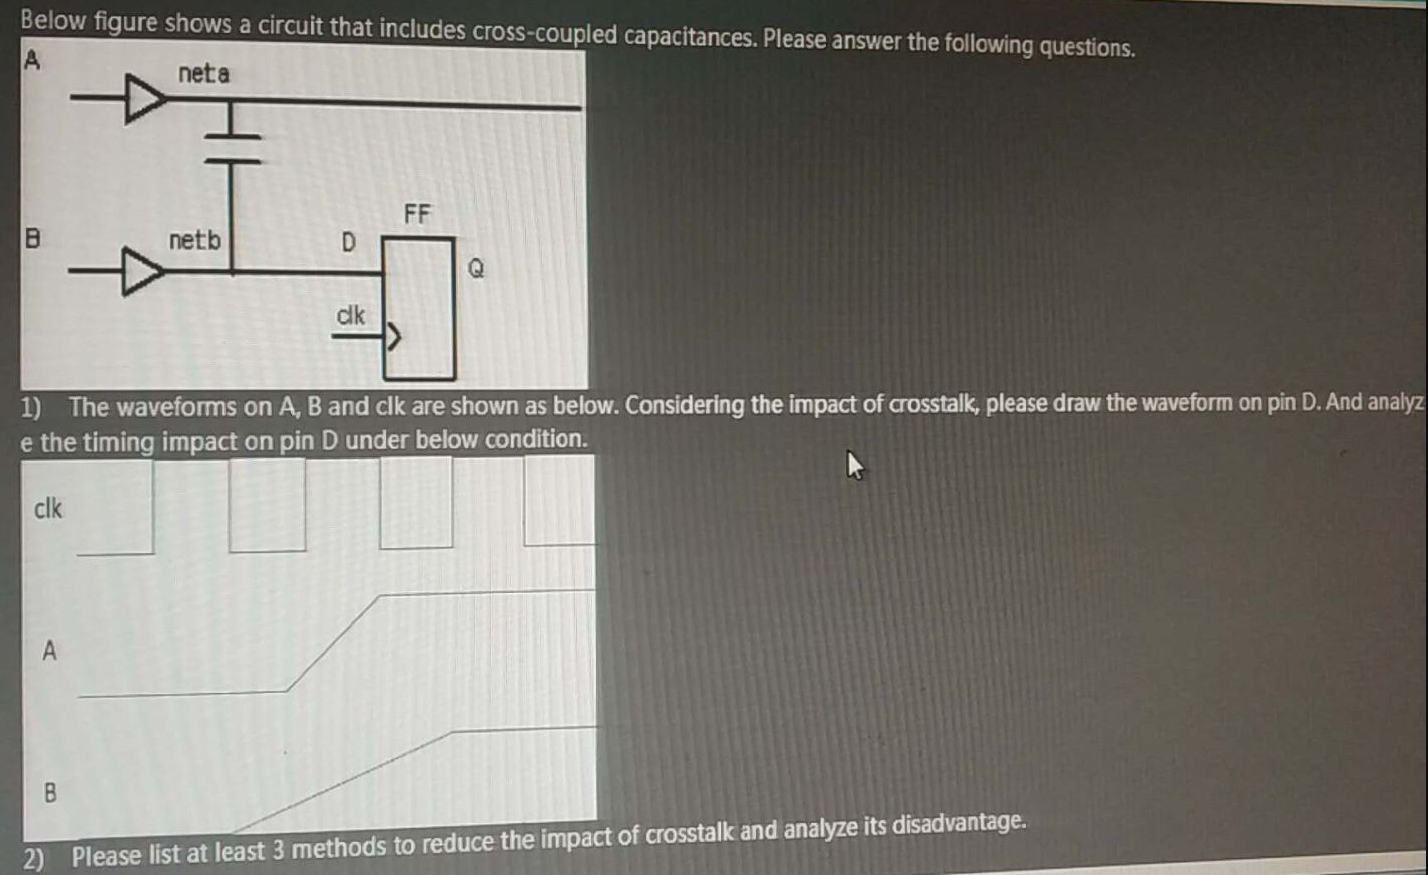 Below figure shows a circuit that includes cross-coupled capacitances. Please answer the following questions.
A
net:a
FF
B
net:b
D
Q
clk
1) The waveforms on A, B and clk are shown as below. Considering the impact of crosstalk, please draw the waveform on pin D. And analyz
e the timing impact on pin D under below condition.
clk
A
B
2) Please list at least 3 methods to reduce the impact of crosstalk and analyze its disadvantage.